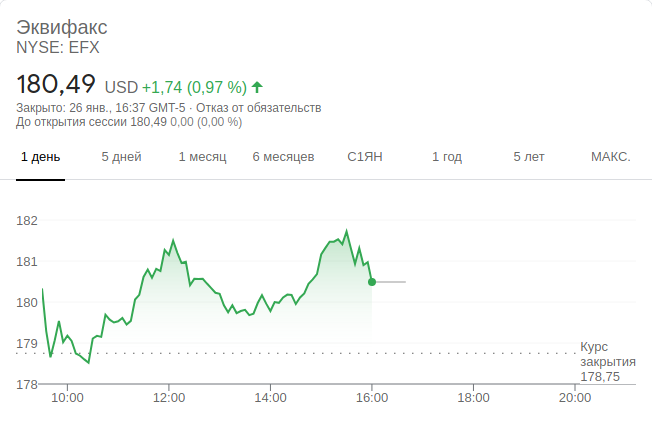 Эквифакс
NYSE: EFX
180,49 USD +1,74 (0,97 %)
Закрыто: 26 янв., 16:37 GMT-5 · Отказ от обязательств
До открытия сессии 180,49 0,00 (0,00 %)
1 день 5 дней 1 месяц 6 месяцев С1ЯН 1 год 5 лет МАКС.
182
181
180
179
178
Курс
закрытия
178,75
10:00 12:00 14:00 16:00 18:00 20:00